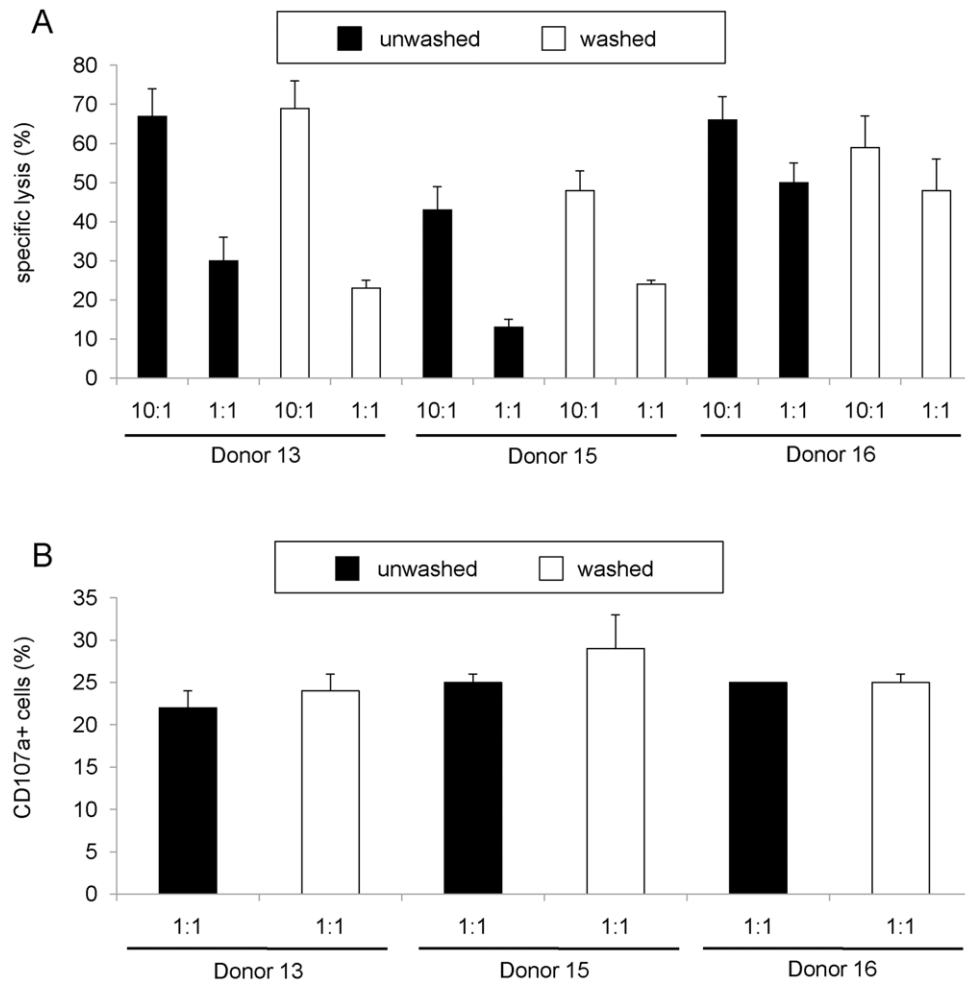 A
unwashed washed
specific lysis (%)
80
70
60
50
40
30
20
10
0
10:1 1:1 10:1 1:1 10:1 1:1 10:1 1:1 10:1 1:1 10:1 1:1
Donor 13 Donor 15 Donor 16
B
unwashed washed
CD107a+ cells (%)
35
30
25
20
15
10
5
0
1:1 1:1 1:1 1:1 1:1 1:1
Donor 13 Donor 15 Donor 16